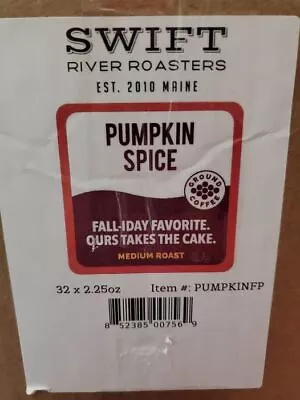 SWIFT
RIVER ROASTERS
EST. 2010 MAINE
PUMPKIN
SPICE
GROUND
COFFEE
FALL-IDAY FAVORITE.
OURS TAKES THE CAKE.
MEDIUM ROAST
32 x 2.25oz Item #: PUMPKINFP
8 52385 00756 9